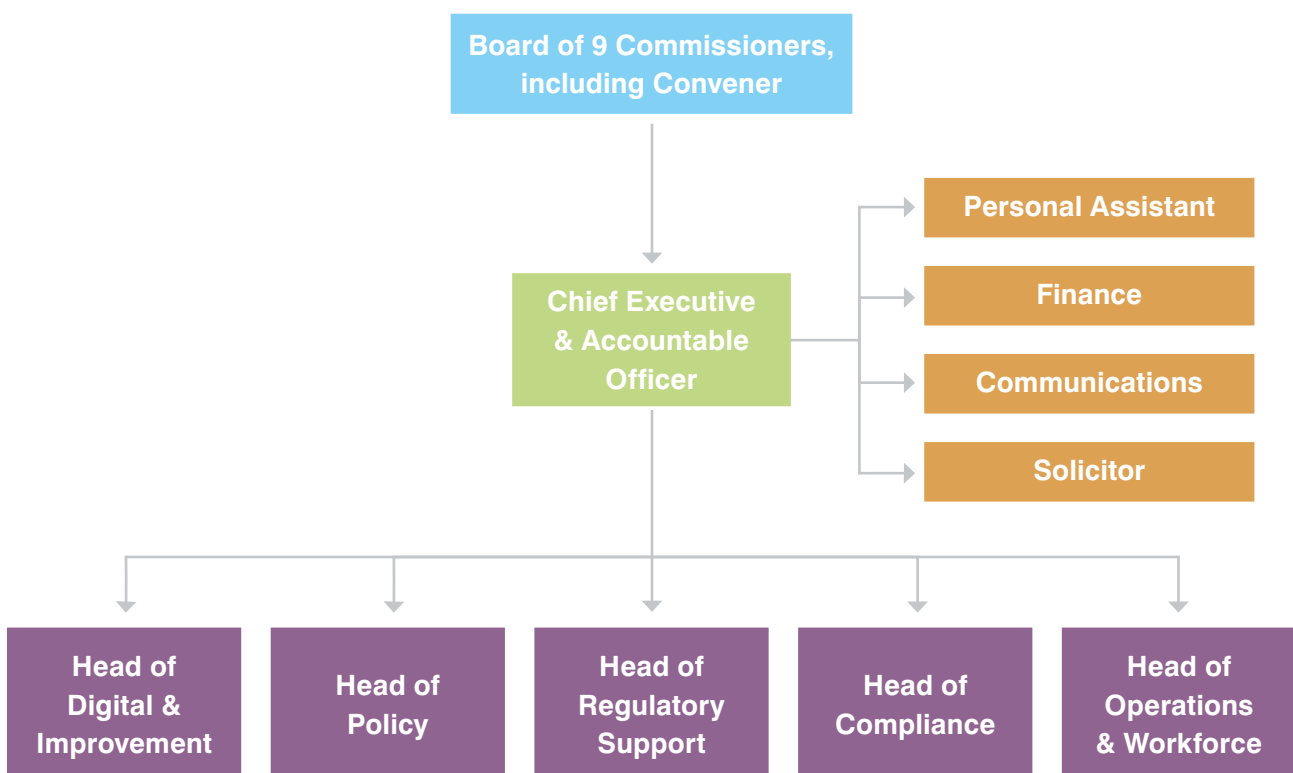 Board of 9 Commissioners,
including Convener
Personal Assistant
Finance
Chief Executive
& Accountable
Officer
Communications
Solicitor
Head of
Digital &
Improvement
Head of
Policy
Head of
Regulatory
Support
Head of
Compliance
Head of
Operations
& Workforce